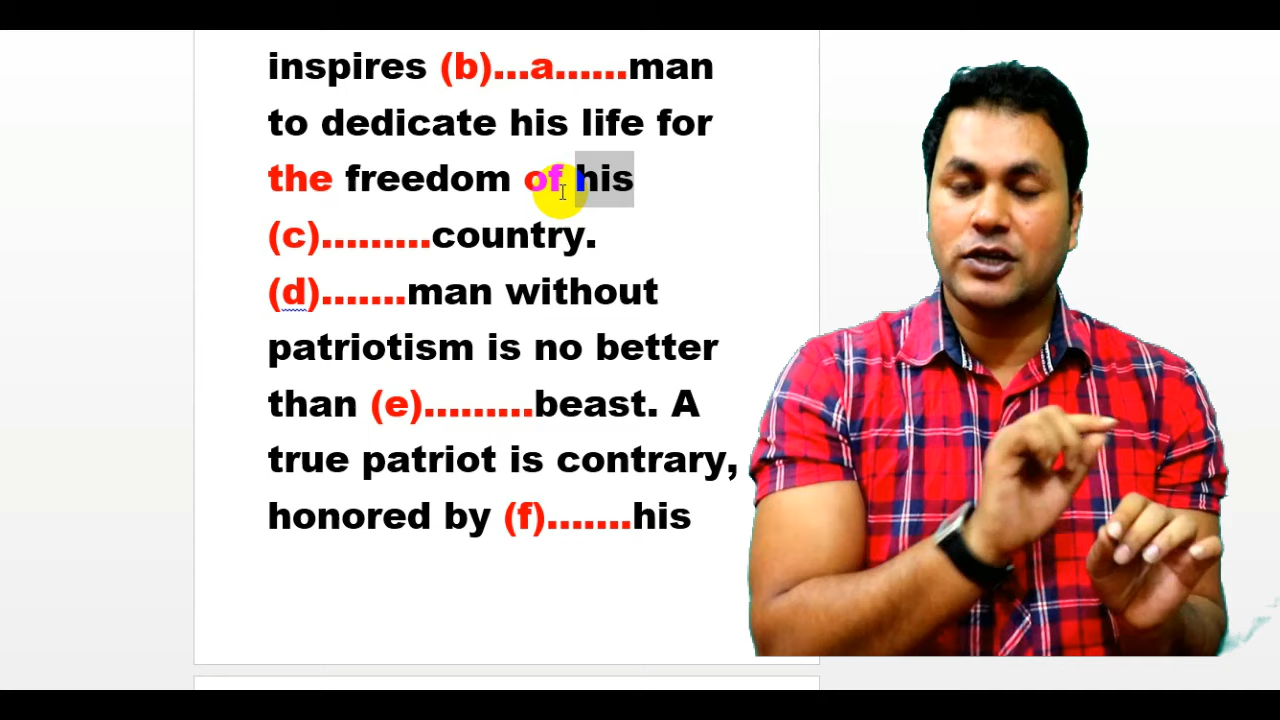 inspires (b)...a......man
to dedicate his life for
the freedom of his
(c).........country.
(d).......man without
patriotism is no better
than (e).........beast. A
true patriot is contrary,
honored by (f).......his